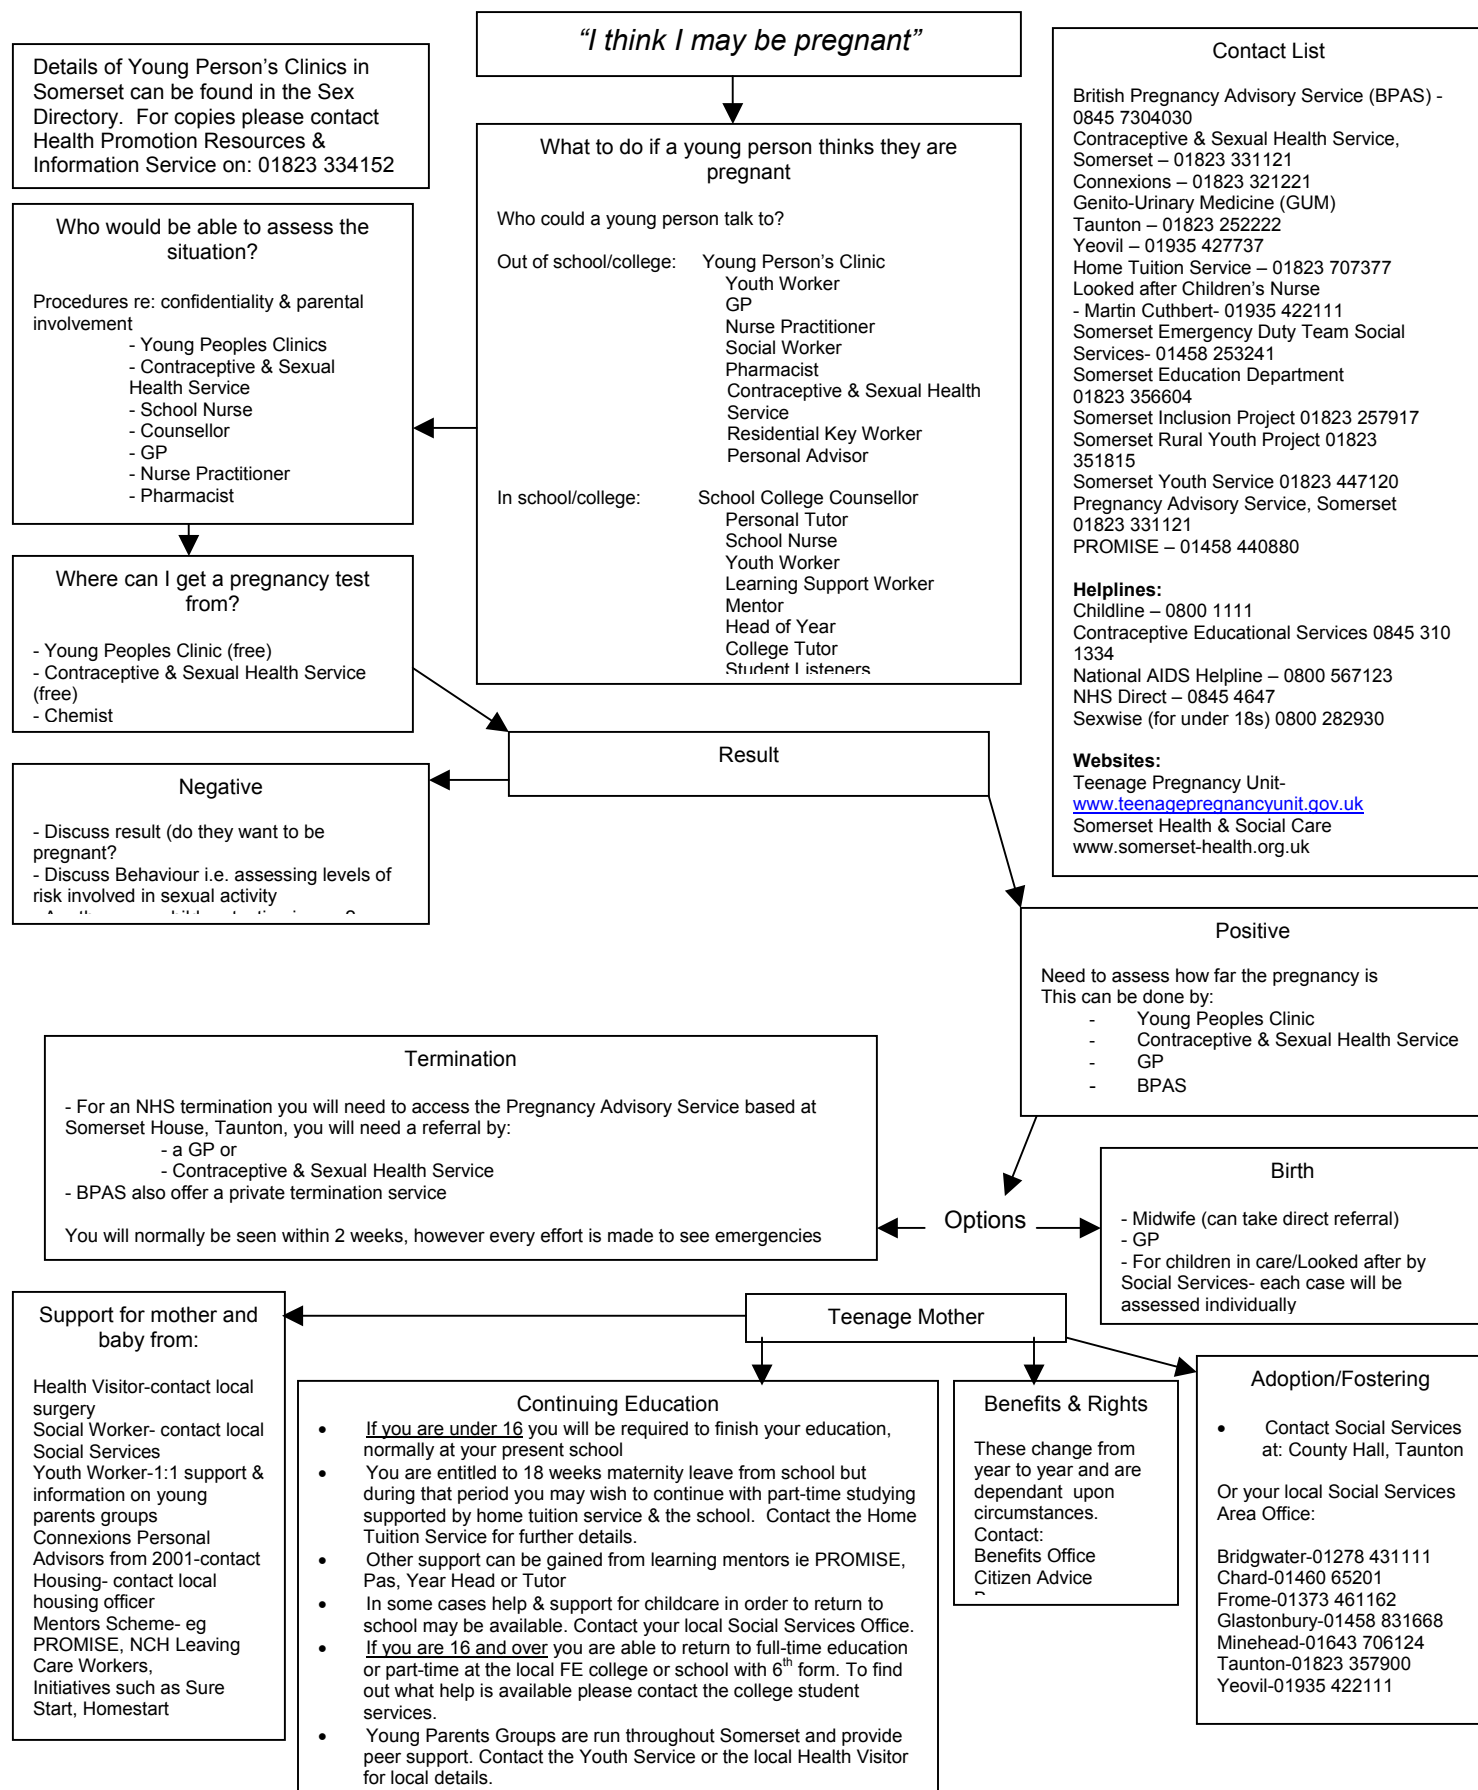 “I think I may be pregnant”
Details of Young Person’s Clinics in
Somerset can be found in the Sex
Directory. For copies please contact
Health Promotion Resources &
Information Service on: 01823 334152
What to do if a young person thinks they are
pregnant
Who could a young person talk to?
Out of school/college: Young Person’s Clinic
Youth Worker
GP
Nurse Practitioner
Social Worker
Pharmacist
Contraceptive & Sexual Health
Service
Residential Key Worker
Personal Advisor
In school/college: School College Counsellor
Personal Tutor
School Nurse
Youth Worker
Learning Support Worker
Mentor
Head of Year
College Tutor
Student Listeners
Who would be able to assess the
situation?
Procedures re: confidentiality & parental
involvement
- Young Peoples Clinics
- Contraceptive & Sexual
Health Service
- School Nurse
- Counsellor
- GP
- Nurse Practitioner
- Pharmacist
Where can I get a pregnancy test
from?
- Young Peoples Clinic (free)
- Contraceptive & Sexual Health Service
(free)
- Chemist
Result
Negative
- Discuss result (do they want to be
pregnant?
- Discuss Behaviour i.e. assessing levels of
risk involved in sexual activity
Contact List
British Pregnancy Advisory Service (BPAS) -
0845 7304030
Contraceptive & Sexual Health Service,
Somerset – 01823 331121
Connexions – 01823 321221
Genito-Urinary Medicine (GUM)
Taunton – 01823 252222
Yeovil – 01935 427737
Home Tuition Service – 01823 707377
Looked after Children’s Nurse
- Martin Cuthbert- 01935 422111
Somerset Emergency Duty Team Social
Services- 01458 253241
Somerset Education Department
01823 356604
Somerset Inclusion Project 01823 257917
Somerset Rural Youth Project 01823
351815
Somerset Youth Service 01823 447120
Pregnancy Advisory Service, Somerset
01823 331121
PROMISE – 01458 440880
Helplines:
Childline – 0800 1111
Contraceptive Educational Services 0845 310
1334
National AIDS Helpline – 0800 567123
NHS Direct – 0845 4647
Sexwise (for under 18s) 0800 282930
Websites:
Teenage Pregnancy Unit-
www.teenagepregnancyunit.gov.uk
Somerset Health & Social Care
www.somerset-health.org.uk
Positive
Need to assess how far the pregnancy is
This can be done by:
- Young Peoples Clinic
- Contraceptive & Sexual Health Service
- GP
- BPAS
Termination
- For an NHS termination you will need to access the Pregnancy Advisory Service based at
Somerset House, Taunton, you will need a referral by:
- a GP or
- Contraceptive & Sexual Health Service
- BPAS also offer a private termination service
You will normally be seen within 2 weeks, however every effort is made to see emergencies
Options
Birth
- Midwife (can take direct referral)
- GP
- For children in care/Looked after by
Social Services- each case will be
assessed individually
Teenage Mother
Support for mother and
baby from:
Health Visitor-contact local
surgery
Social Worker- contact local
Social Services
Youth Worker-1:1 support &
information on young
parents groups
Connexions Personal
Advisors from 2001-contact
Housing- contact local
housing officer
Mentors Scheme- eg
PROMISE, NCH Leaving
Care Workers,
Initiatives such as Sure
Start, Homestart
Continuing Education
• If you are under 16 you will be required to finish your education,
normally at your present school
• You are entitled to 18 weeks maternity leave from school but
during that period you may wish to continue with part-time studying
supported by home tuition service & the school. Contact the Home
Tuition Service for further details.
• Other support can be gained from learning mentors ie PROMISE,
Pas, Year Head or Tutor
• In some cases help & support for childcare in order to return to
school may be available. Contact your local Social Services Office.
• If you are 16 and over you are able to return to full-time education
or part-time at the local FE college or school with 6th form. To find
out what help is available please contact the college student
services.
• Young Parents Groups are run throughout Somerset and provide
peer support. Contact the Youth Service or the local Health Visitor
for local details.
Benefits & Rights
These change from
year to year and are
dependant upon
circumstances.
Contact:
Benefits Office
Citizen Advice
Adoption/Fostering
• Contact Social Services
at: County Hall, Taunton
Or your local Social Services
Area Office:
Bridgwater-01278 431111
Chard-01460 65201
Frome-01373 461162
Glastonbury-01458 831668
Minehead-01643 706124
Taunton-01823 357900
Yeovil-01935 422111